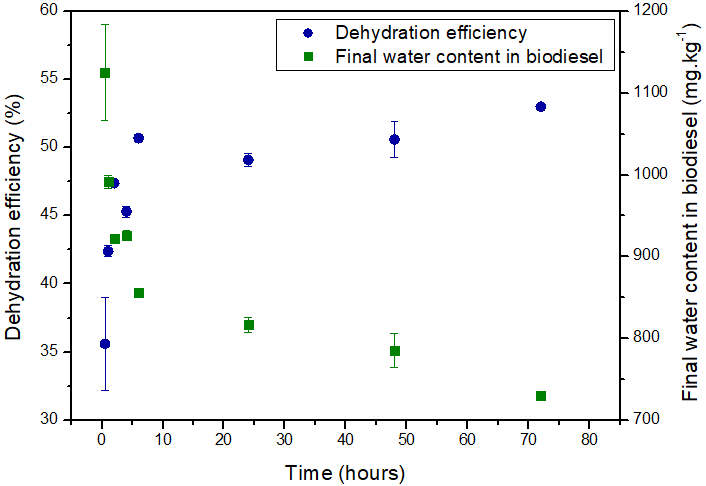 Dehydration efficiency
Final water content in biodiesel
Dehydration efficiency (%)
60
55
50
45
40
35
30
Final water content in biodiesel (mg.kg⁻¹)
1200
1100
1000
900
800
700
0 10 20 30 40 50 60 70 80
Time (hours)